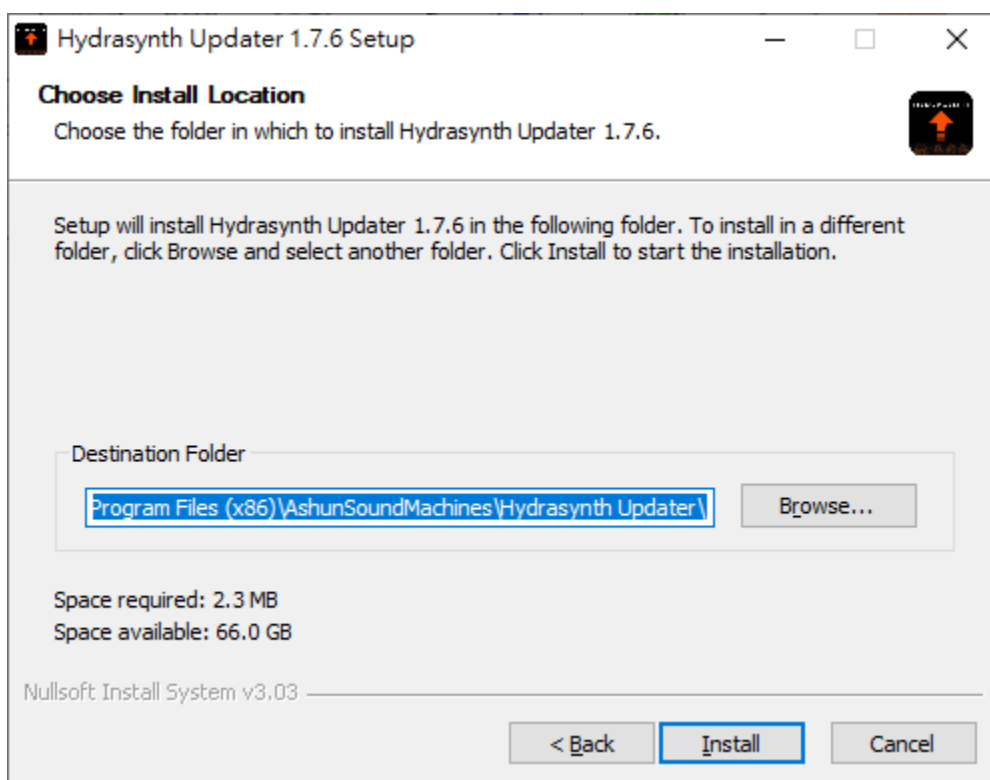 Hydrasynth Updater 1.7.6 Setup
Choose Install Location
Choose the folder in which to install Hydrasynth Updater 1.7.6.
Setup will install Hydrasynth Updater 1.7.6 in the following folder. To install in a different
folder, click Browse and select another folder. Click Install to start the installation.
Destination Folder
Program Files (x86)\AshunSoundMachines\Hydrasynth Updater\
Browse...
Space required: 2.3 MB
Space available: 66.0 GB
Nullsoft Install System v3.03
< Back
Install
Cancel